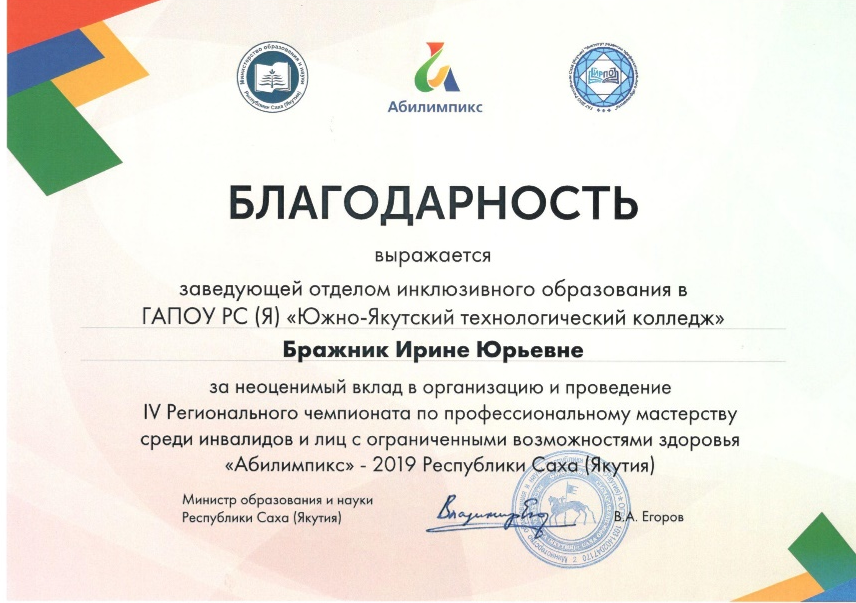 Министерство образования и науки
Республики Саха (Якутия)
Абилимпикс
ИРПО
БЛАГОДАРНОСТЬ
выражается
заведующей отделом инклюзивного образования в
ГАПОУ РС (Я) «Южно-Якутский технологический колледж»
Бражник Ирине Юрьевне
за неоценимый вклад в организацию и проведение
IV Регионального чемпионата по профессиональному мастерству
среди инвалидов и лиц с ограниченными возможностями здоровья
«Абилимпикс» - 2019 Республики Саха (Якутия)
Министр образования и науки
Республики Саха (Якутия)
В.А. Егоров